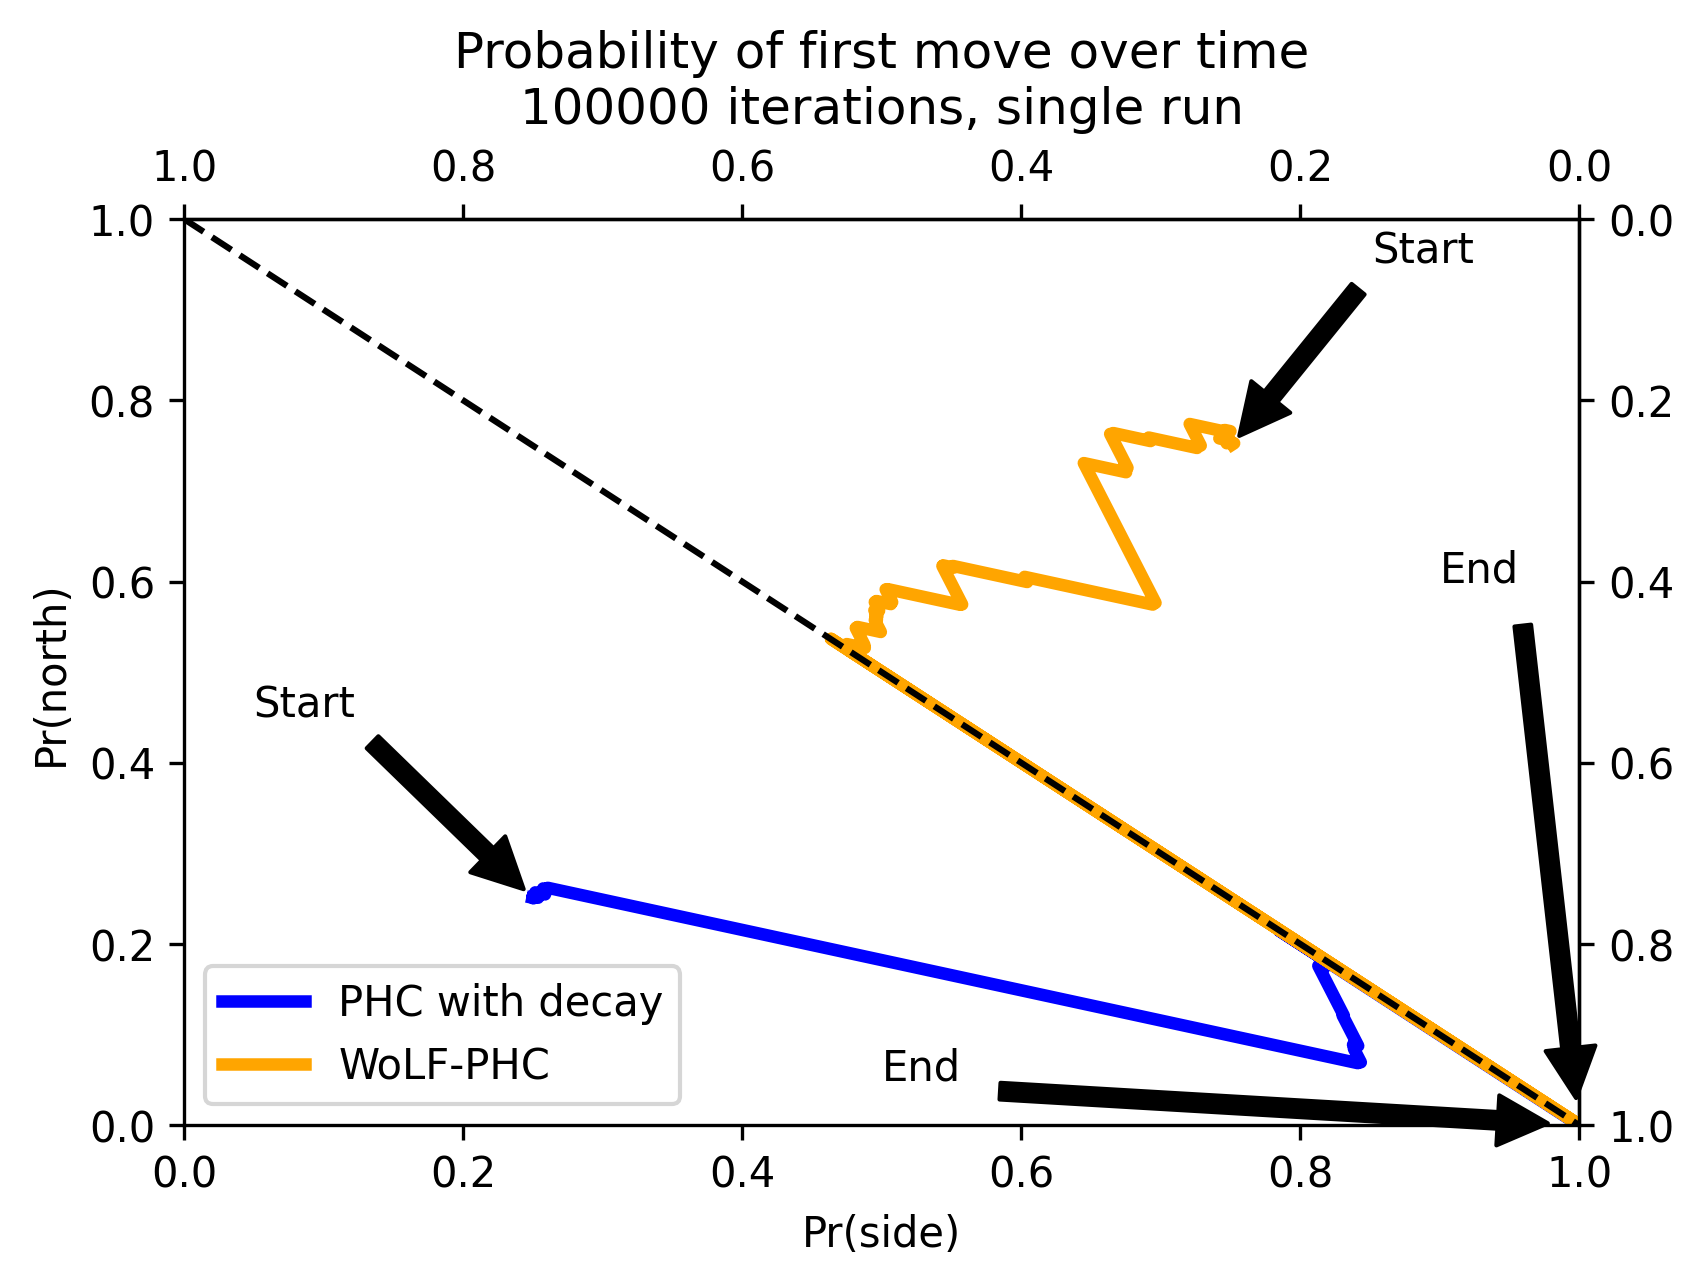 Probability of first move over time
100000 iterations, single run
1.0 0.8 0.6 0.4 0.2 0.0
1.0 0.0
Start
0.8 0.2
End
0.6 0.4
Pr(north)
Start
0.4 0.6
0.2 0.8
PHC with decay
WoLF-PHC
End
0.0 1.0
0.0 0.2 0.4 0.6 0.8 1.0
Pr(side)